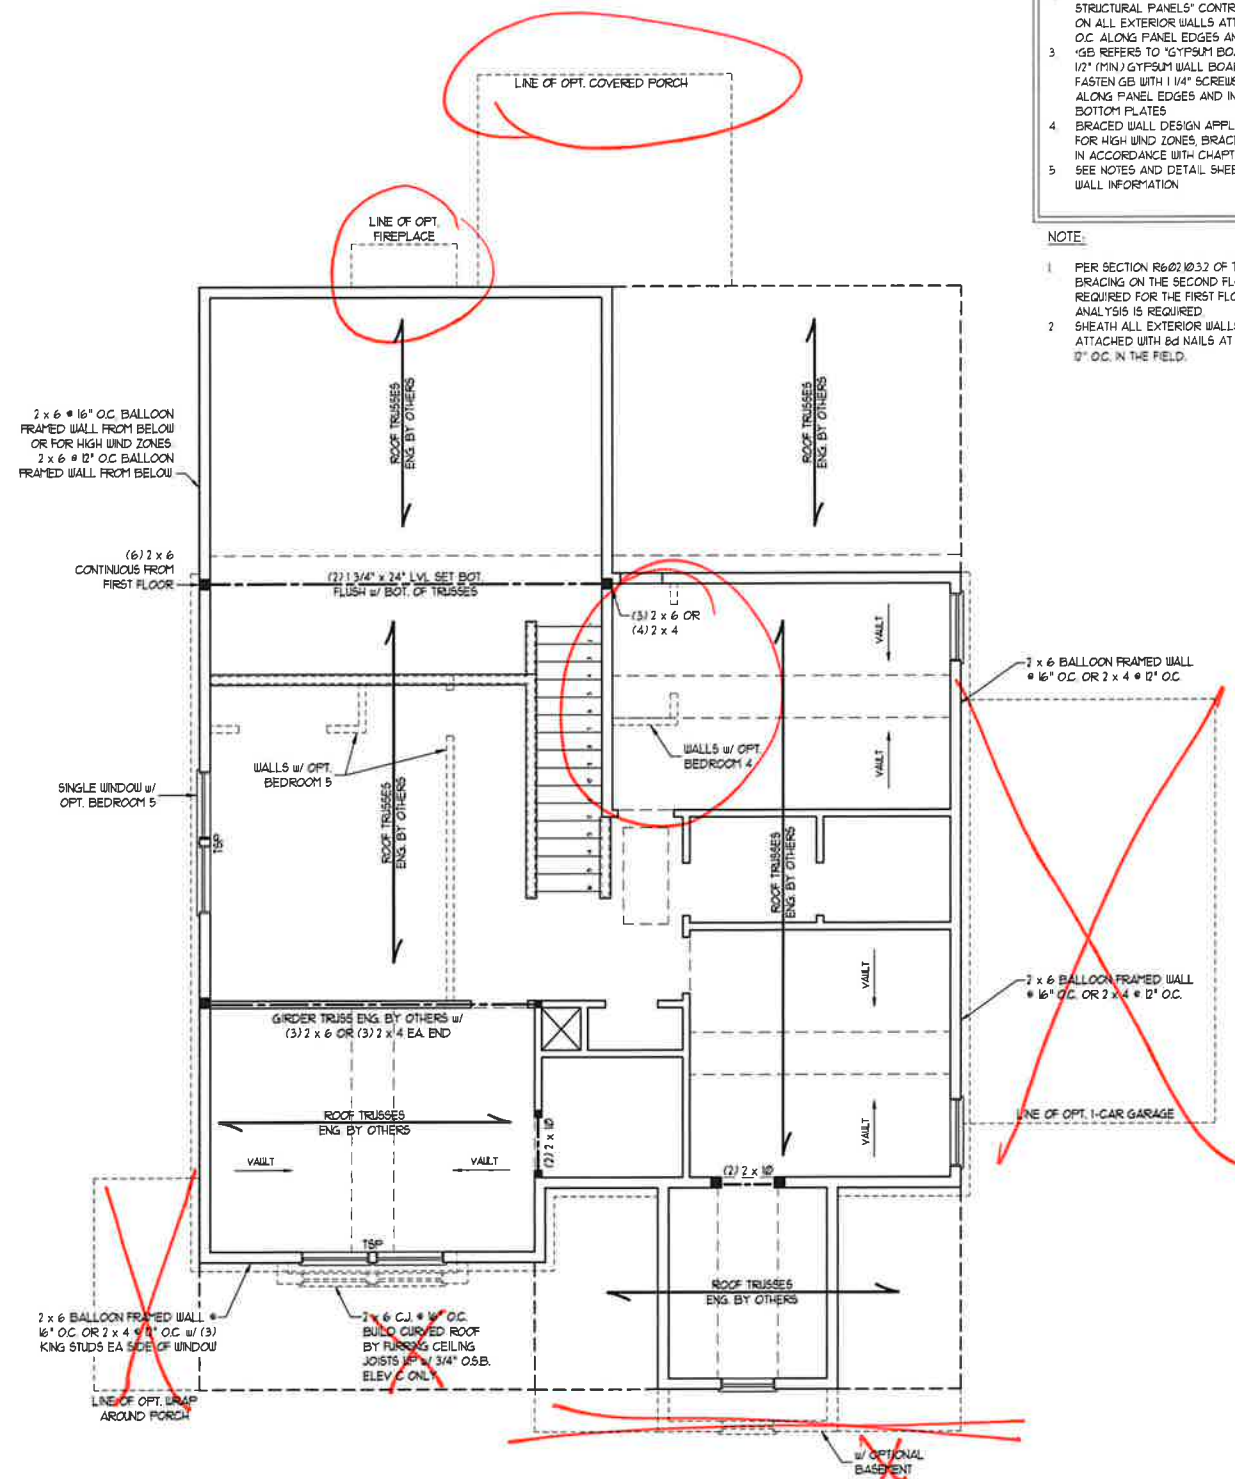 STRUCTURAL PANELS" CONTR
ON ALL EXTERIOR WALLS ATT
O.C. ALONG PANEL EDGES AN
3 "GB REFERS TO "GYPSUM BO
1/2" (MIN.) GYPSUM WALL BOAR
FASTEN GB WITH 1 1/4" SCREWS
ALONG PANEL EDGES AND IN
BOTTOM PLATES
4 BRACED WALL DESIGN APPL
FOR HIGH WIND ZONES, BRACE
IN ACCORDANCE WITH CHAPT
5 SEE NOTES AND DETAIL SHEE
WALL INFORMATION
NOTE:
1 PER SECTION R602.10.3.2 OF T
BRACING ON THE SECOND FL
REQUIRED FOR THE FIRST FLO
ANALYSIS IS REQUIRED.
2 SHEATH ALL EXTERIOR WALLS
ATTACHED WITH 8d NAILS AT
12" O.C. IN THE FIELD.
LINE OF OPT. COVERED PORCH
LINE OF OPT.
FIREPLACE
ROOF TRUSSES
ENG. BY OTHERS
ROOF TRUSSES
ENG. BY OTHERS
2 x 6 @ 16" O.C. BALLOON
FRAMED WALL FROM BELOW
OR FOR HIGH WIND ZONES
2 x 6 @ 12" O.C. BALLOON
FRAMED WALL FROM BELOW
(6) 2 x 6
CONTINUOUS FROM
FIRST FLOOR
(2) 1 3/4" x 24" LVL SET BOT.
FLUSH w/ BOT. OF TRUSSES
(3) 2 x 6 OR
(4) 2 x 4
VAULT
2 x 6 BALLOON FRAMED WALL
@ 16" O.C. OR 2 x 4 @ 12" O.C.
WALLS w/ OPT.
BEDROOM 4
VAULT
WALLS w/ OPT.
BEDROOM 5
SINGLE WINDOW w/
OPT. BEDROOM 5
TSP
ROOF TRUSSES
ENG. BY OTHERS
ROOF TRUSSES
ENG. BY OTHERS
VAULT
2 x 6 BALLOON FRAMED WALL
@ 16" O.C. OR 2 x 4 @ 12" O.C.
GIRDER TRUSS ENG. BY OTHERS w/
(3) 2 x 6 OR (3) 2 x 4 EA. END
ROOF TRUSSES
ENG. BY OTHERS
LINE OF OPT. 1-CAR GARAGE
VAULT
VAULT
VAULT
(2) 2 x 10
(2) 2 x 10
TSP
ROOF TRUSSES
ENG. BY OTHERS
2 x 6 BALLOON FRAMED WALL @
16" O.C. OR 2 x 4 @ 12" O.C. w/ (3)
KING STUDS EA SIDE OF WINDOW
2 x 6 C.J. @ 16" O.C.
BUILD CURVED ROOF
BY FURRING CEILING
JOISTS UP w/ 3/4" O.S.B.
ELEV C ONLY
LINE OF OPT. WRAP
AROUND PORCH
w/ OPTIONAL
BASEMENT